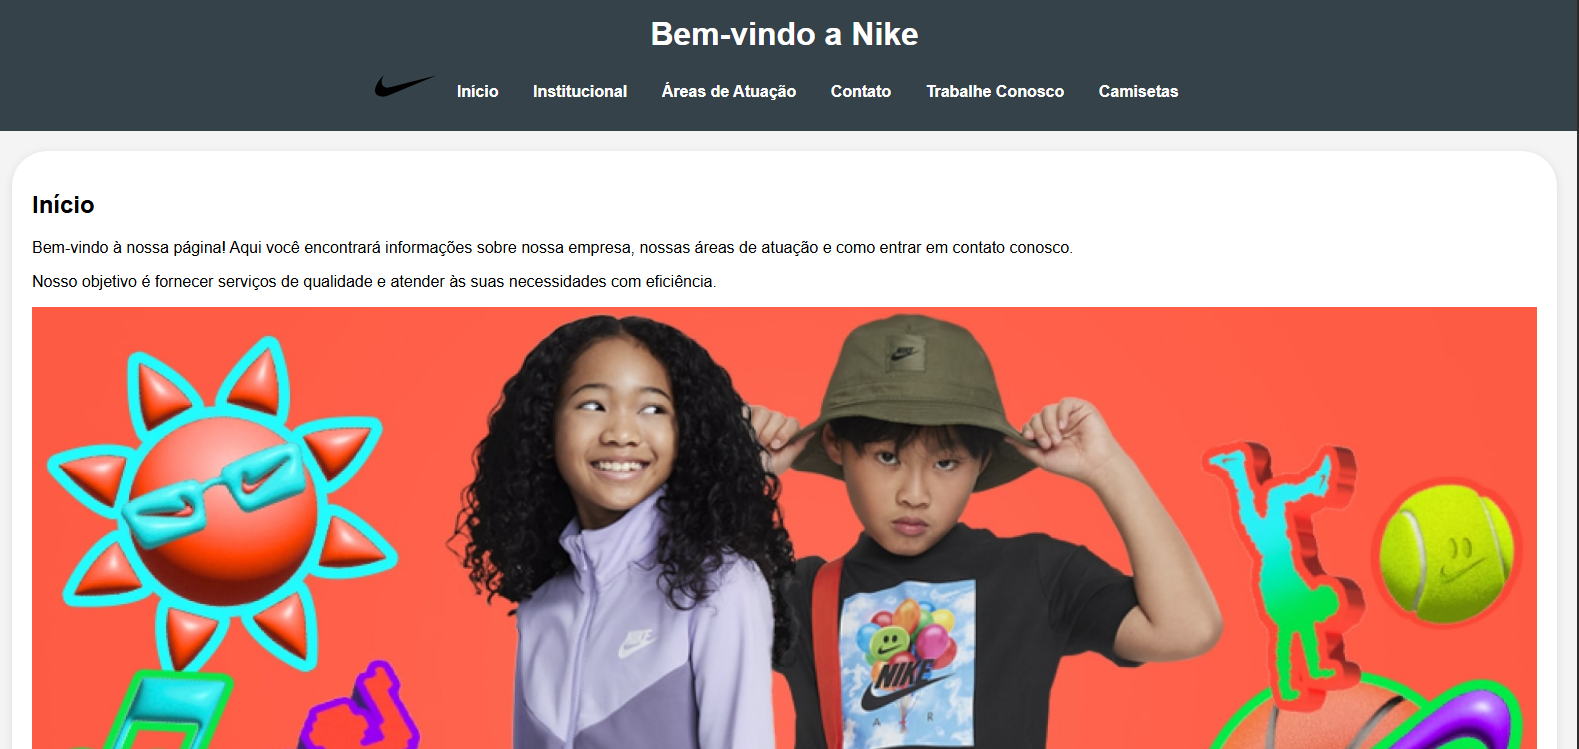 Bem-vindo a Nike
Início Institucional Áreas de Atuação Contato Trabalhe Conosco Camisetas
Início
Bem-vindo à nossa página! Aqui você encontrará informações sobre nossa empresa, nossas áreas de atuação e como entrar em contato conosco.
Nosso objetivo é fornecer serviços de qualidade e atender às suas necessidades com eficiência.
NIKE
NIKE
NIKE
A I R